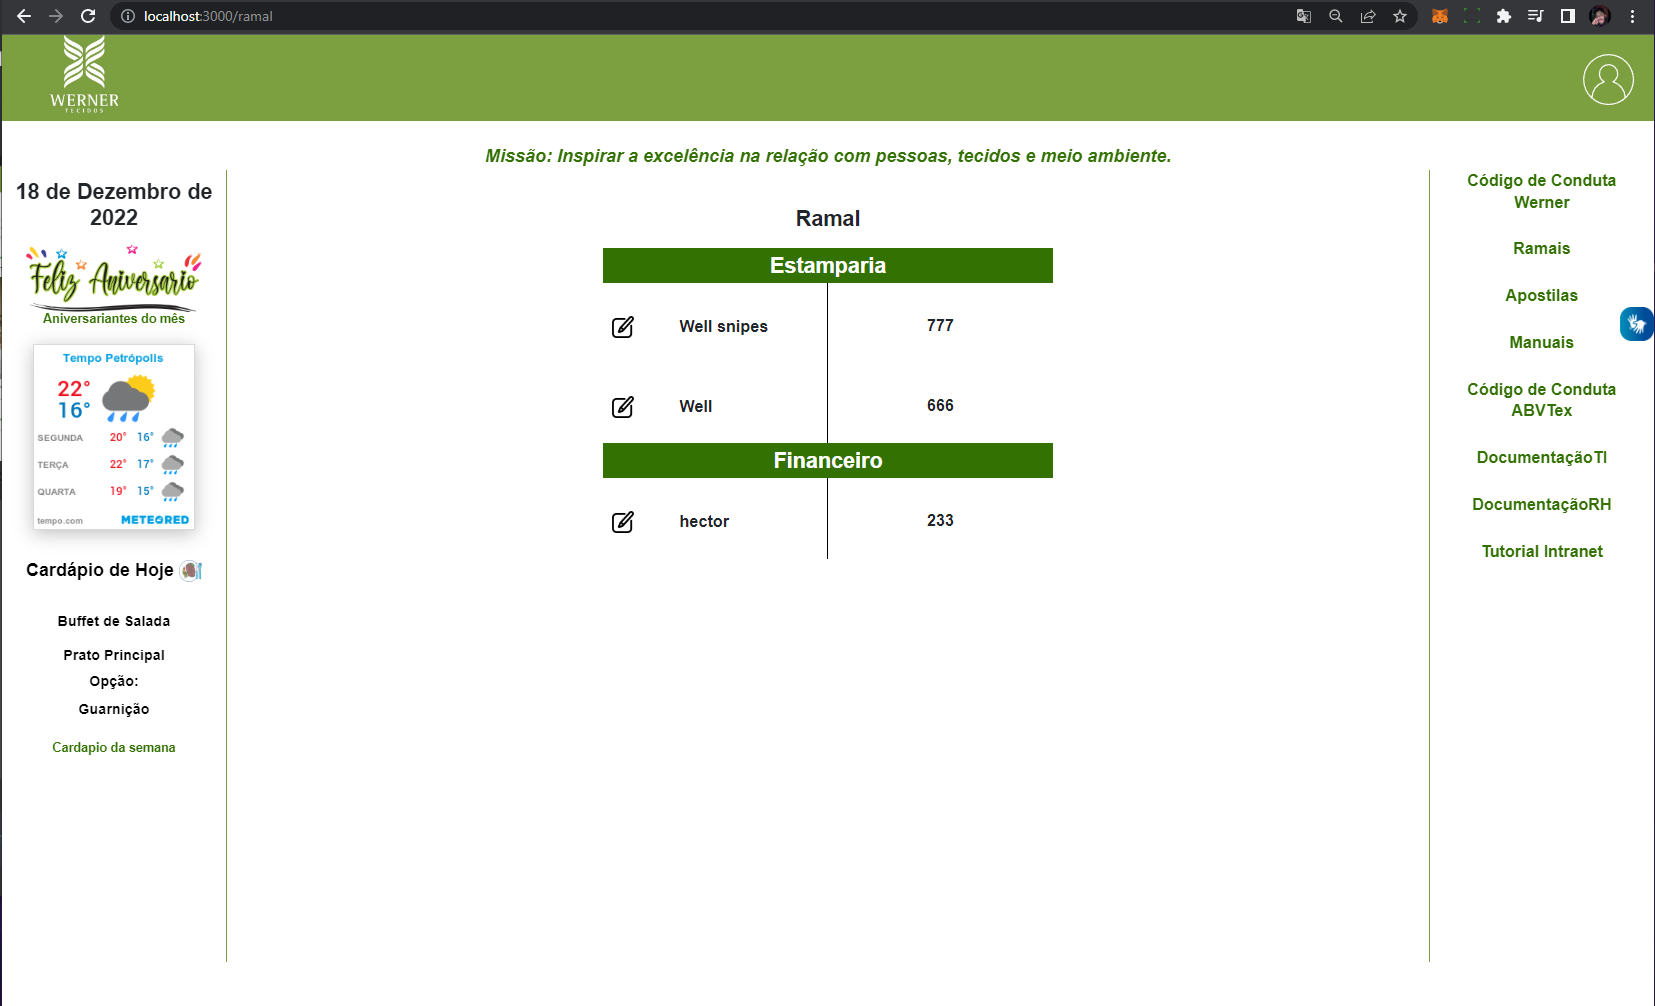 localhost:3000/ramal
WERNER
TECIDOS
Missão: Inspirar a excelência na relação com pessoas, tecidos e meio ambiente.
18 de Dezembro de
2022
Feliz Aniversario
Aniversariantes do mês
Tempo Petrópolis
22°
16°
SEGUNDA 20° 16°
TERÇA 22° 17°
QUARTA 19° 15°
tempo.com METEORED
Cardápio de Hoje
Buffet de Salada
Prato Principal
Opção:
Guarnição
Cardapio da semana
Ramal
Estamparia
Well snipes 777
Well 666
Financeiro
hector 233
Código de Conduta
Werner
Ramais
Apostilas
Manuais
Código de Conduta
ABVTex
DocumentaçãoTI
DocumentaçãoRH
Tutorial Intranet